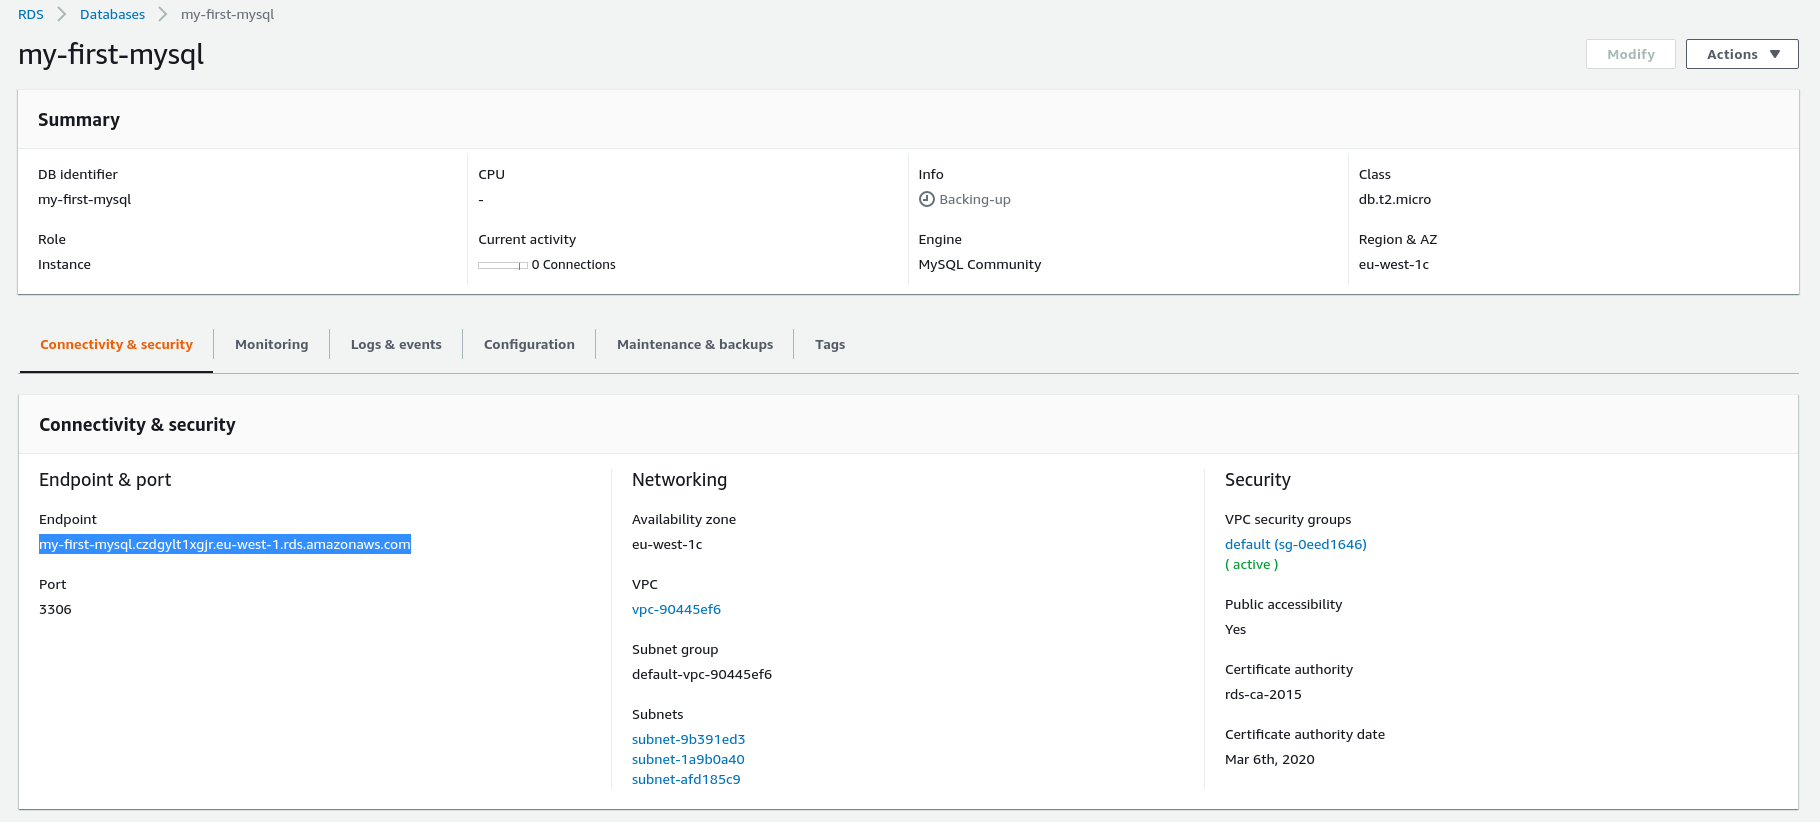 RDS > Databases > my-first-mysql
my-first-mysql
Modify
Actions
Summary
DB identifier
my-first-mysql
Role
Instance
CPU
-
Current activity
0 Connections
Info
Backing-up
Engine
MySQL Community
Class
db.t2.micro
Region & AZ
eu-west-1c
Connectivity & security
Monitoring
Logs & events
Configuration
Maintenance & backups
Tags
Connectivity & security
Endpoint & port
Endpoint
my-first-mysql.czdgylt1xgjr.eu-west-1.rds.amazonaws.com
Port
3306
Networking
Availability zone
eu-west-1c
VPC
vpc-90445ef6
Subnet group
default-vpc-90445ef6
Subnets
subnet-9b391ed3
subnet-1a9b0a40
subnet-afd185c9
Security
VPC security groups
default (sg-0eed1646)
( active )
Public accessibility
Yes
Certificate authority
rds-ca-2015
Certificate authority date
Mar 6th, 2020